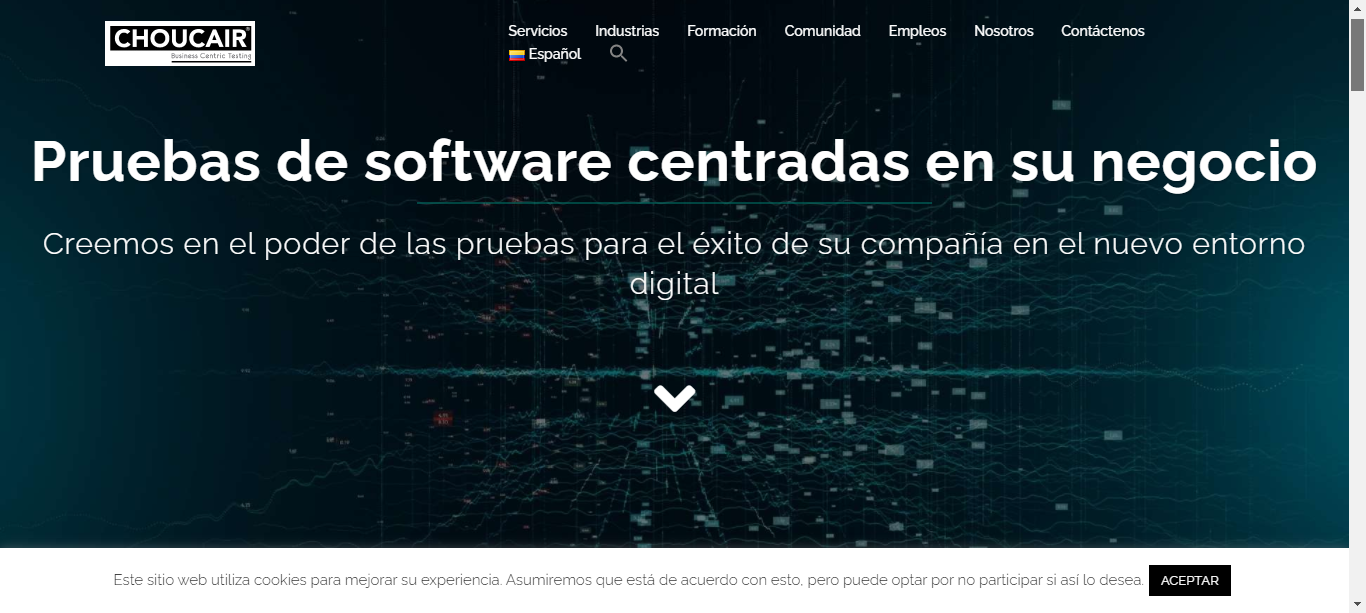 CHOUCAIR
Business Centric Testing
Servicios Industrias Formación Comunidad Empleos Nosotros Contáctenos
Español
Pruebas de software centradas en su negocio
Creemos en el poder de las pruebas para el éxito de su compañía en el nuevo entorno
digital
Este sitio web utiliza cookies para mejorar su experiencia. Asumiremos que está de acuerdo con esto, pero puede optar por no participar si así lo desea. ACEPTAR